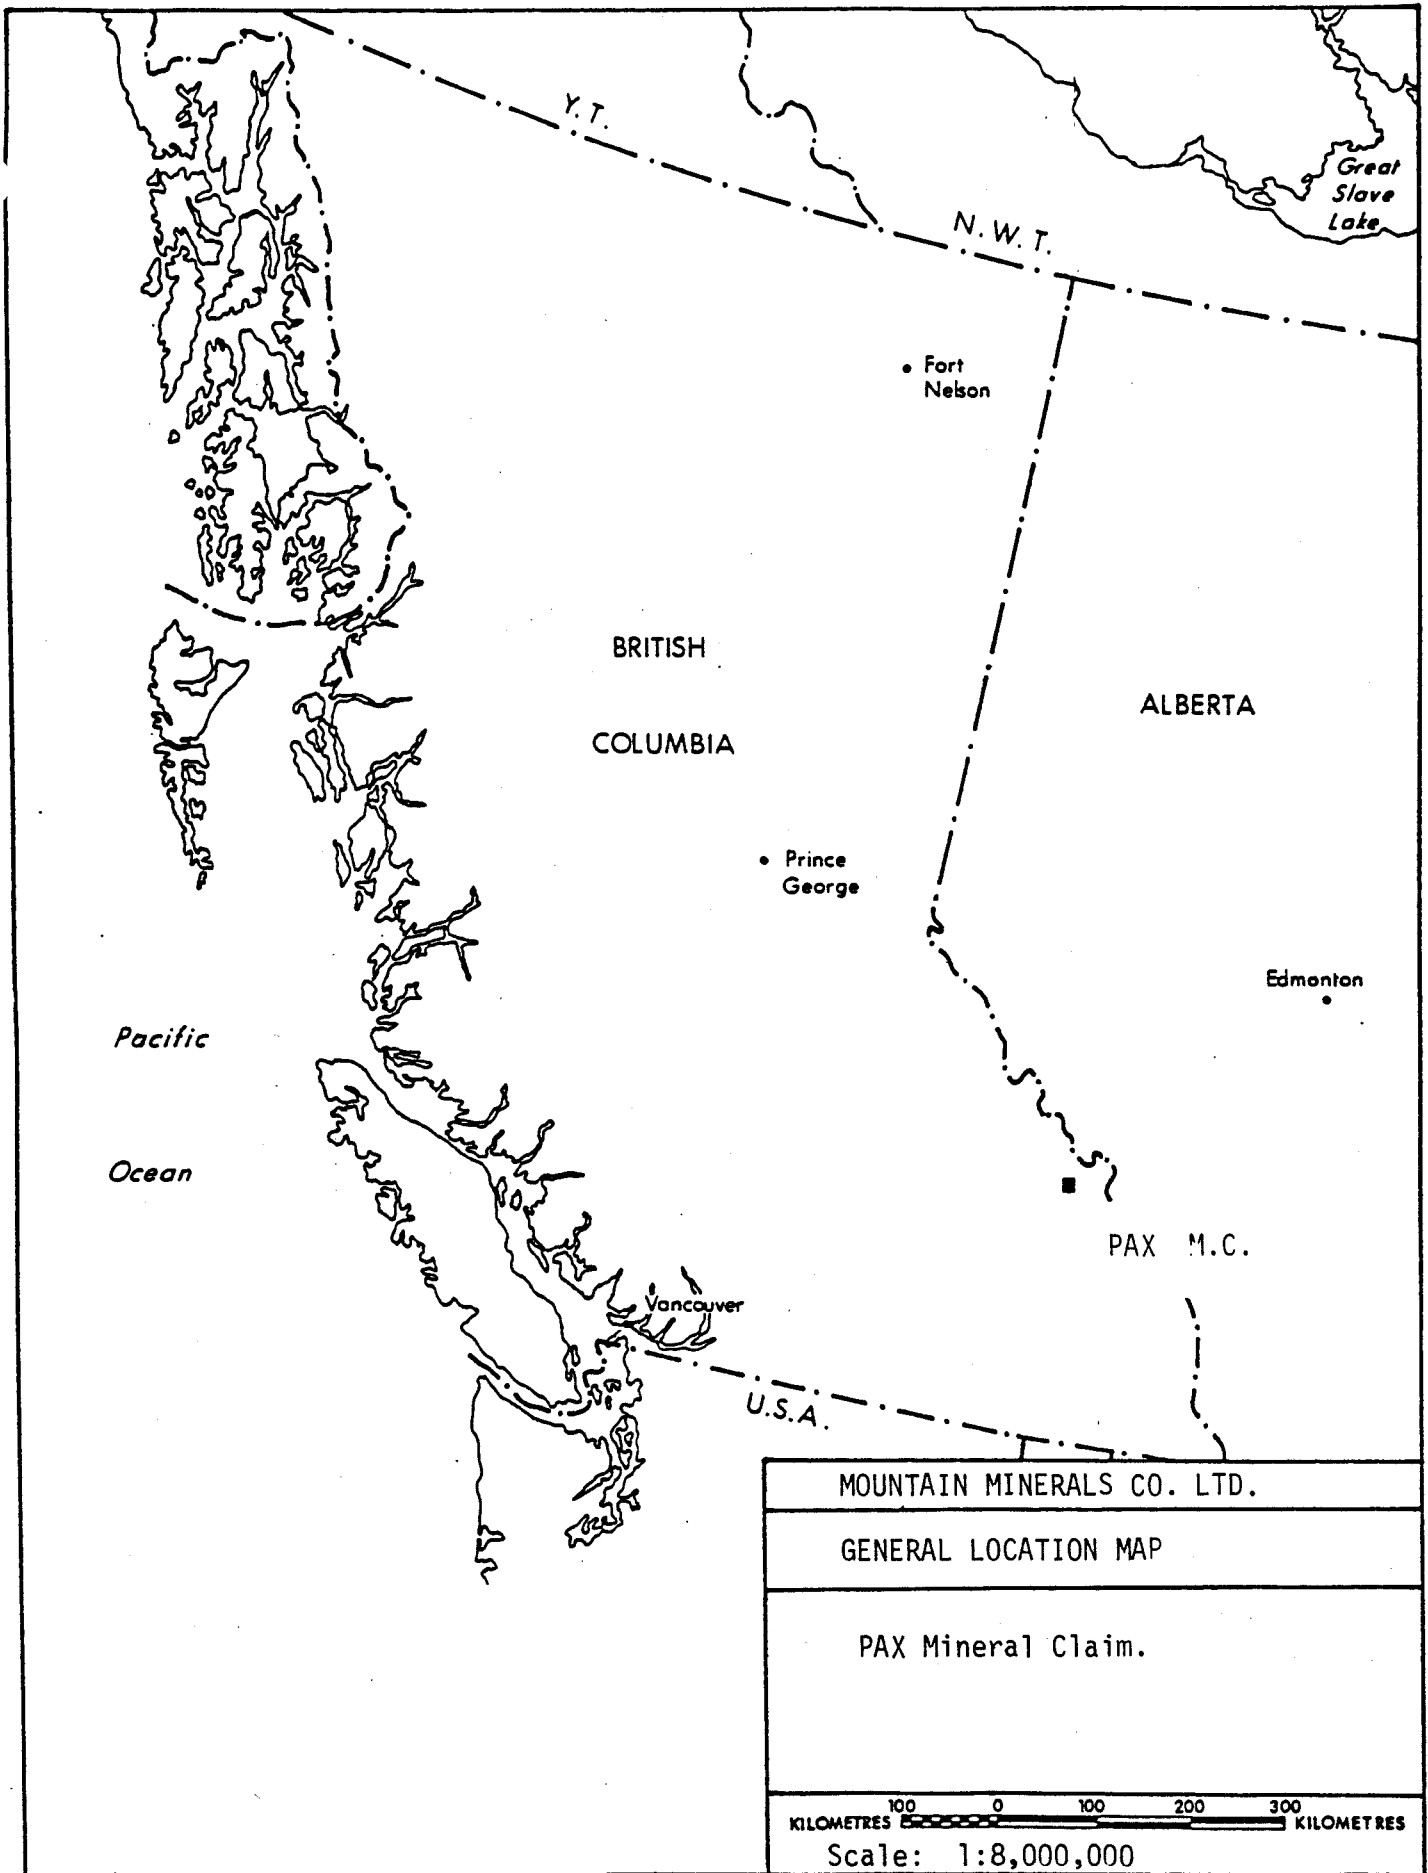 Y.T.
N.W.T.
Great
Slave
Lake
Fort
Nelson
BRITISH
COLUMBIA
ALBERTA
Prince
George
Edmonton
Pacific
Ocean
PAX M.C.
Vancouver
U.S.A.
MOUNTAIN MINERALS CO. LTD.
GENERAL LOCATION MAP
PAX Mineral Claim.
100 0 100 200 300
KILOMETRES KILOMETRES
Scale: 1:8,000,000